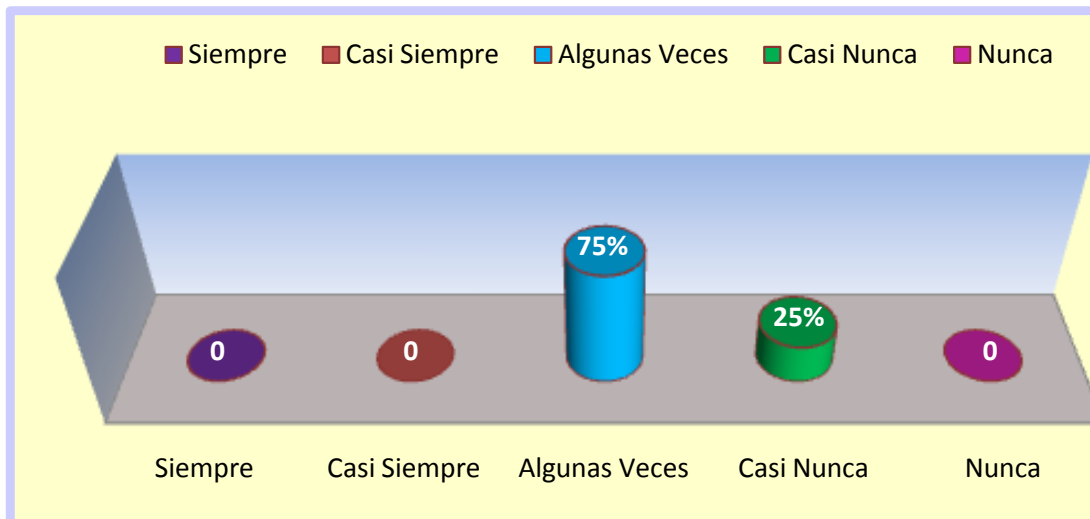 Siempre Casi Siempre Algunas Veces Casi Nunca Nunca
75%
25%
0 0 0
Siempre Casi Siempre Algunas Veces Casi Nunca Nunca